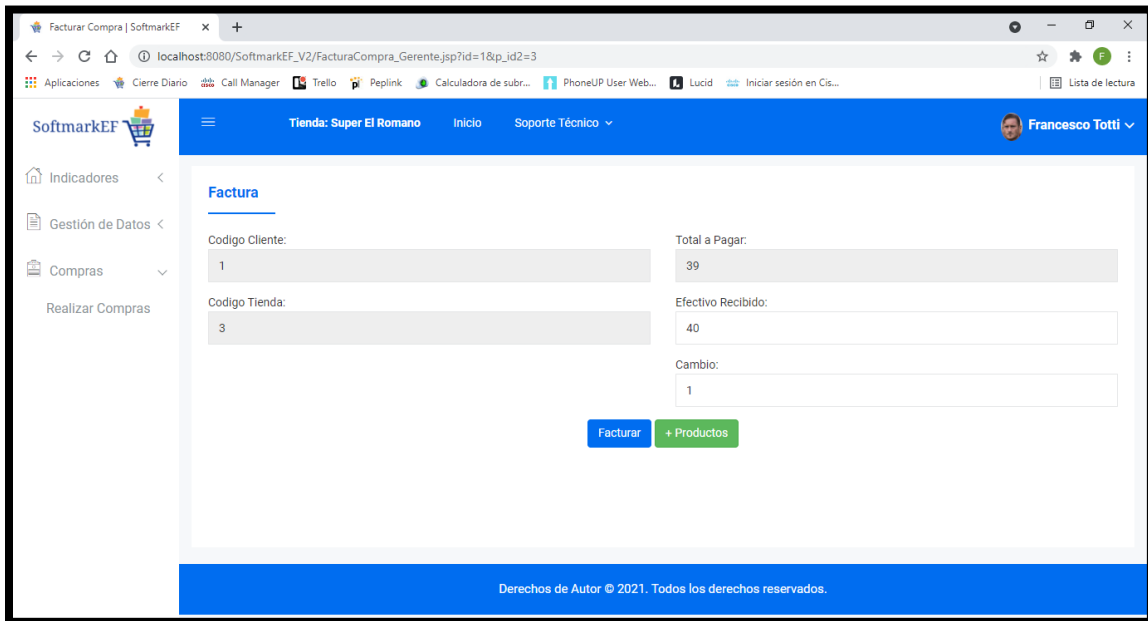 Facturar Compra | SoftmarkEF
localhost:8080/SoftmarkEF_V2/FacturaCompra_Gerente.jsp?id=1&p_id2=3
F
Aplicaciones Cierre Diario Call Manager Trello Peplink Calculadora de subr... PhoneUP User Web... Lucid Iniciar sesión en Cis... Lista de lectura
SoftmarkEF
Tienda: Super El Romano Inicio Soporte Técnico Francesco Totti
Indicadores
Gestión de Datos
Compras
Realizar Compras
Factura
Codigo Cliente:
1
Codigo Tienda:
3
Total a Pagar:
39
Efectivo Recibido:
40
Cambio:
1
Facturar + Productos
Derechos de Autor © 2021. Todos los derechos reservados.